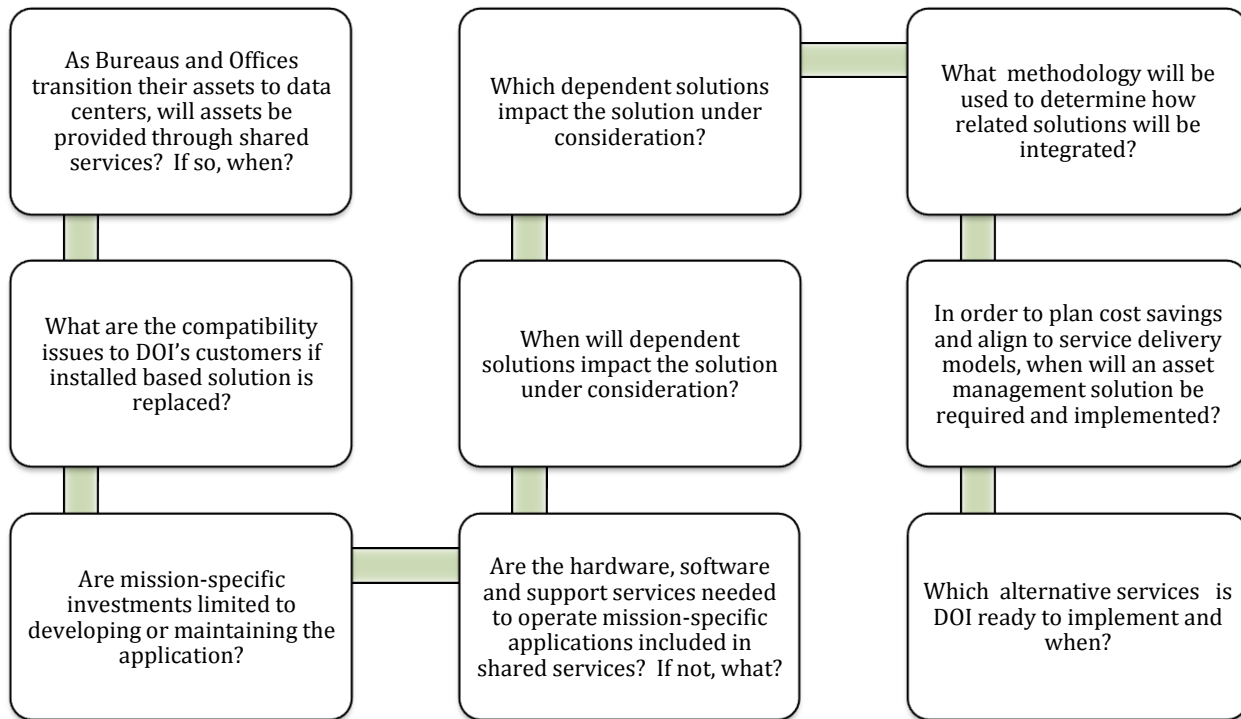 As Bureaus and Offices
transition their assets to data
centers, will assets be
provided through shared
services? If so, when?
What are the compatibility
issues to DOI's customers if
installed based solution is
replaced?
Are mission-specific
investments limited to
developing or maintaining the
application?
Are the hardware, software
and support services needed
to operate mission-specific
applications included in
shared services? If not, what?
When will dependent
solutions impact the solution
under consideration?
Which dependent solutions
impact the solution under
consideration?
What methodology will be
used to determine how
related solutions will be
integrated?
In order to plan cost savings
and align to service delivery
models, when will an asset
management solution be
required and implemented?
Which alternative services is
DOI ready to implement and
when?